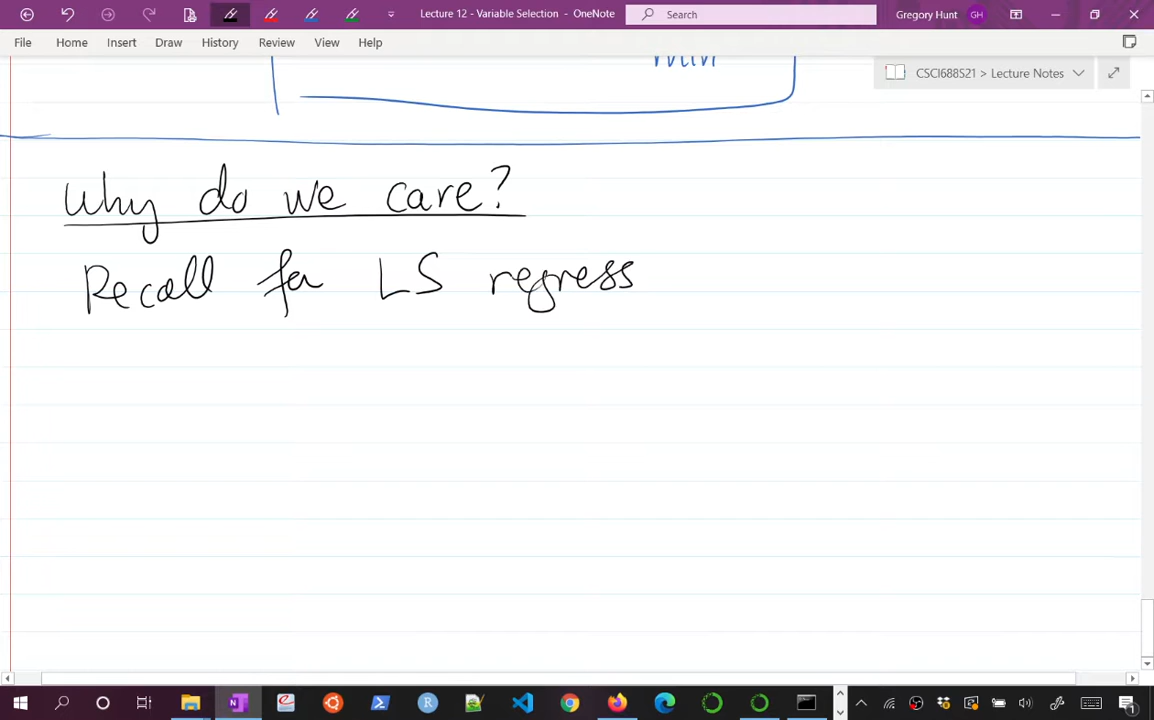 Lecture 12 - Variable Selection - OneNote
Search
Gregory Hunt
GH
File Home Insert Draw History Review View Help
CSCI688S21 > Lecture Notes
Why do we care?
Recall for LS regress